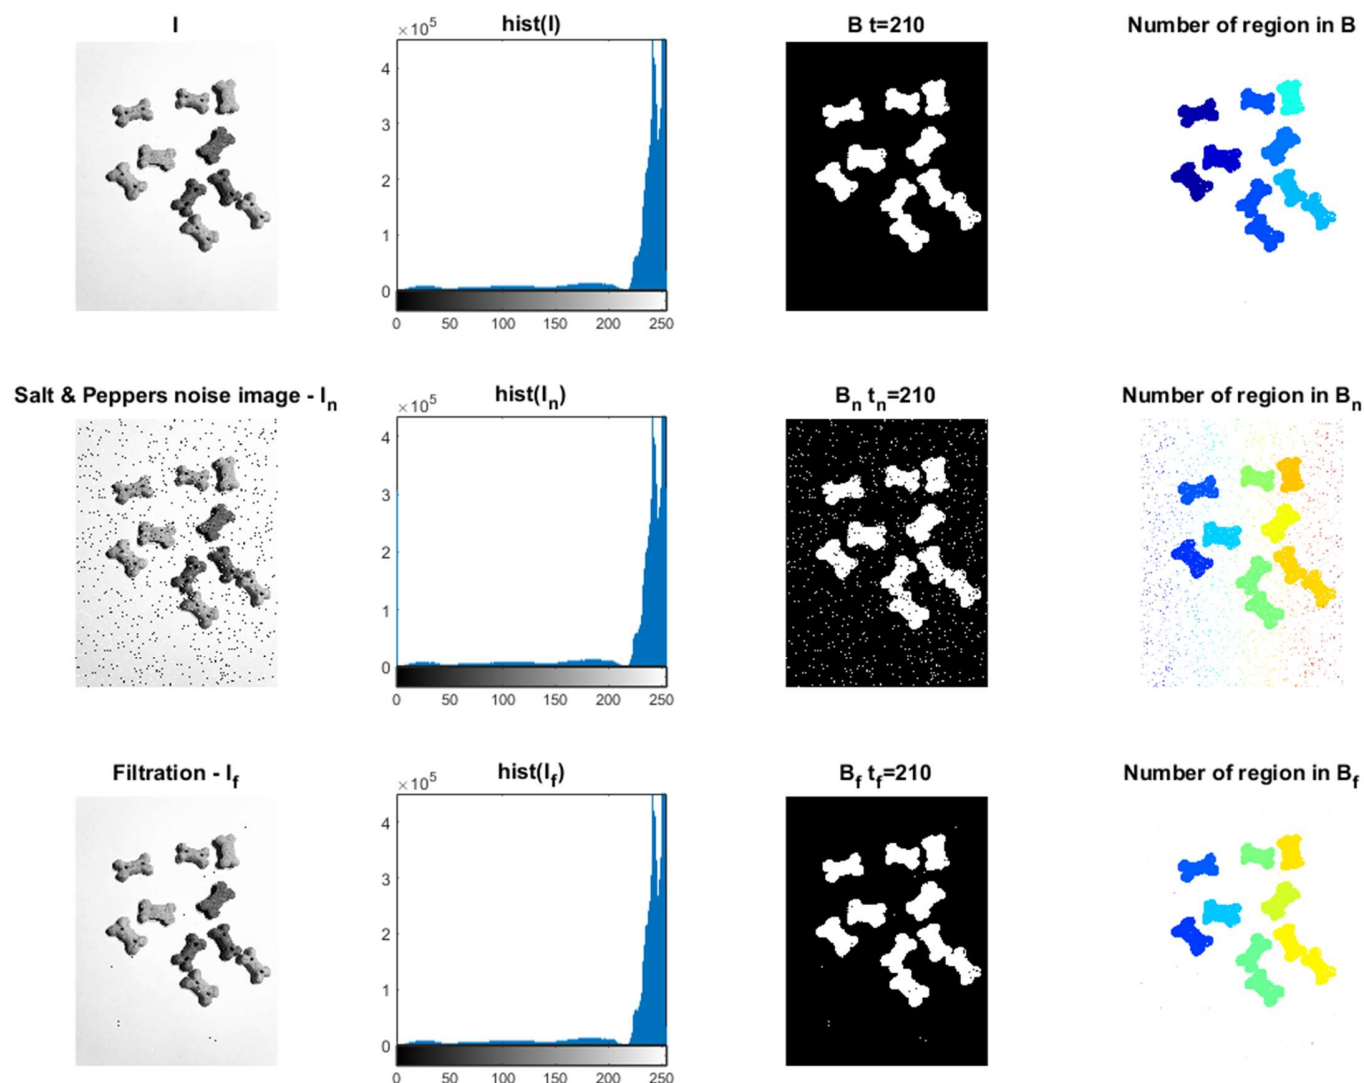 I
hist(I)
B t=210
Number of region in B
×10^5
4
3
2
1
0
0 50 100 150 200 250
Salt & Peppers noise image - I_n
hist(I_n)
B_n t_n=210
Number of region in B_n
×10^5
4
3
2
1
0
0 50 100 150 200 250
Filtration - I_f
hist(I_f)
B_f t_f=210
Number of region in B_f
×10^5
4
3
2
1
0
0 50 100 150 200 250